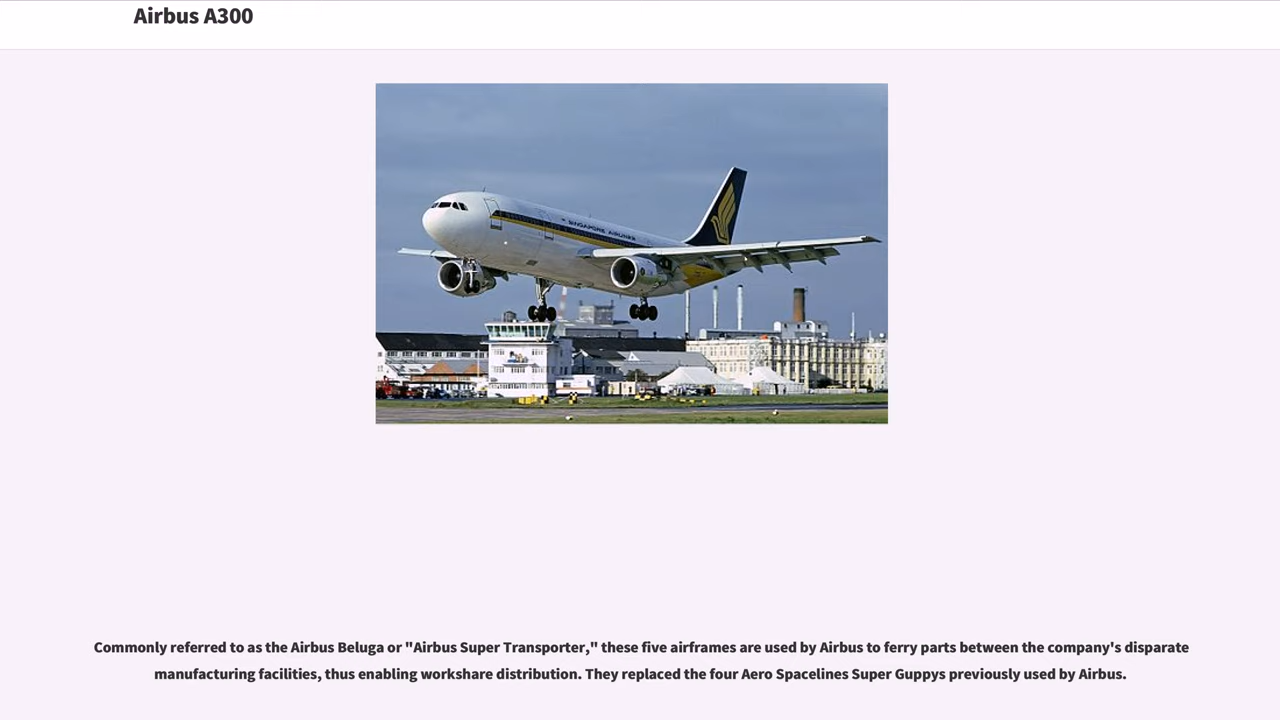 Airbus A300
SINGAPORE AIRLINES
Commonly referred to as the Airbus Beluga or "Airbus Super Transporter," these five airframes are used by Airbus to ferry parts between the company's disparate
manufacturing facilities, thus enabling workshare distribution. They replaced the four Aero Spacelines Super Guppys previously used by Airbus.